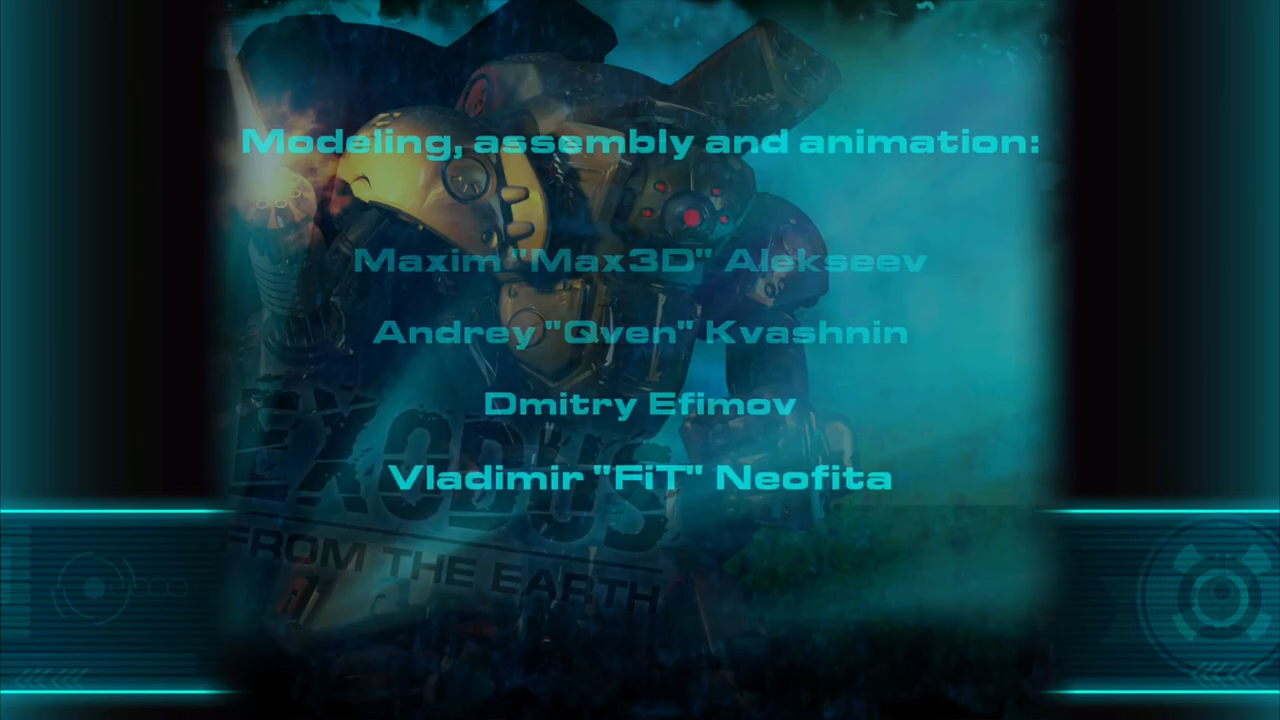 Modeling, assembly and animation:
Maxim "Max3D" Alekseev
Andrey "Qven" Kvashnin
Dmitry Efimov
Vladimir "FiT" Neofita
EXODUS
FROM THE EARTH